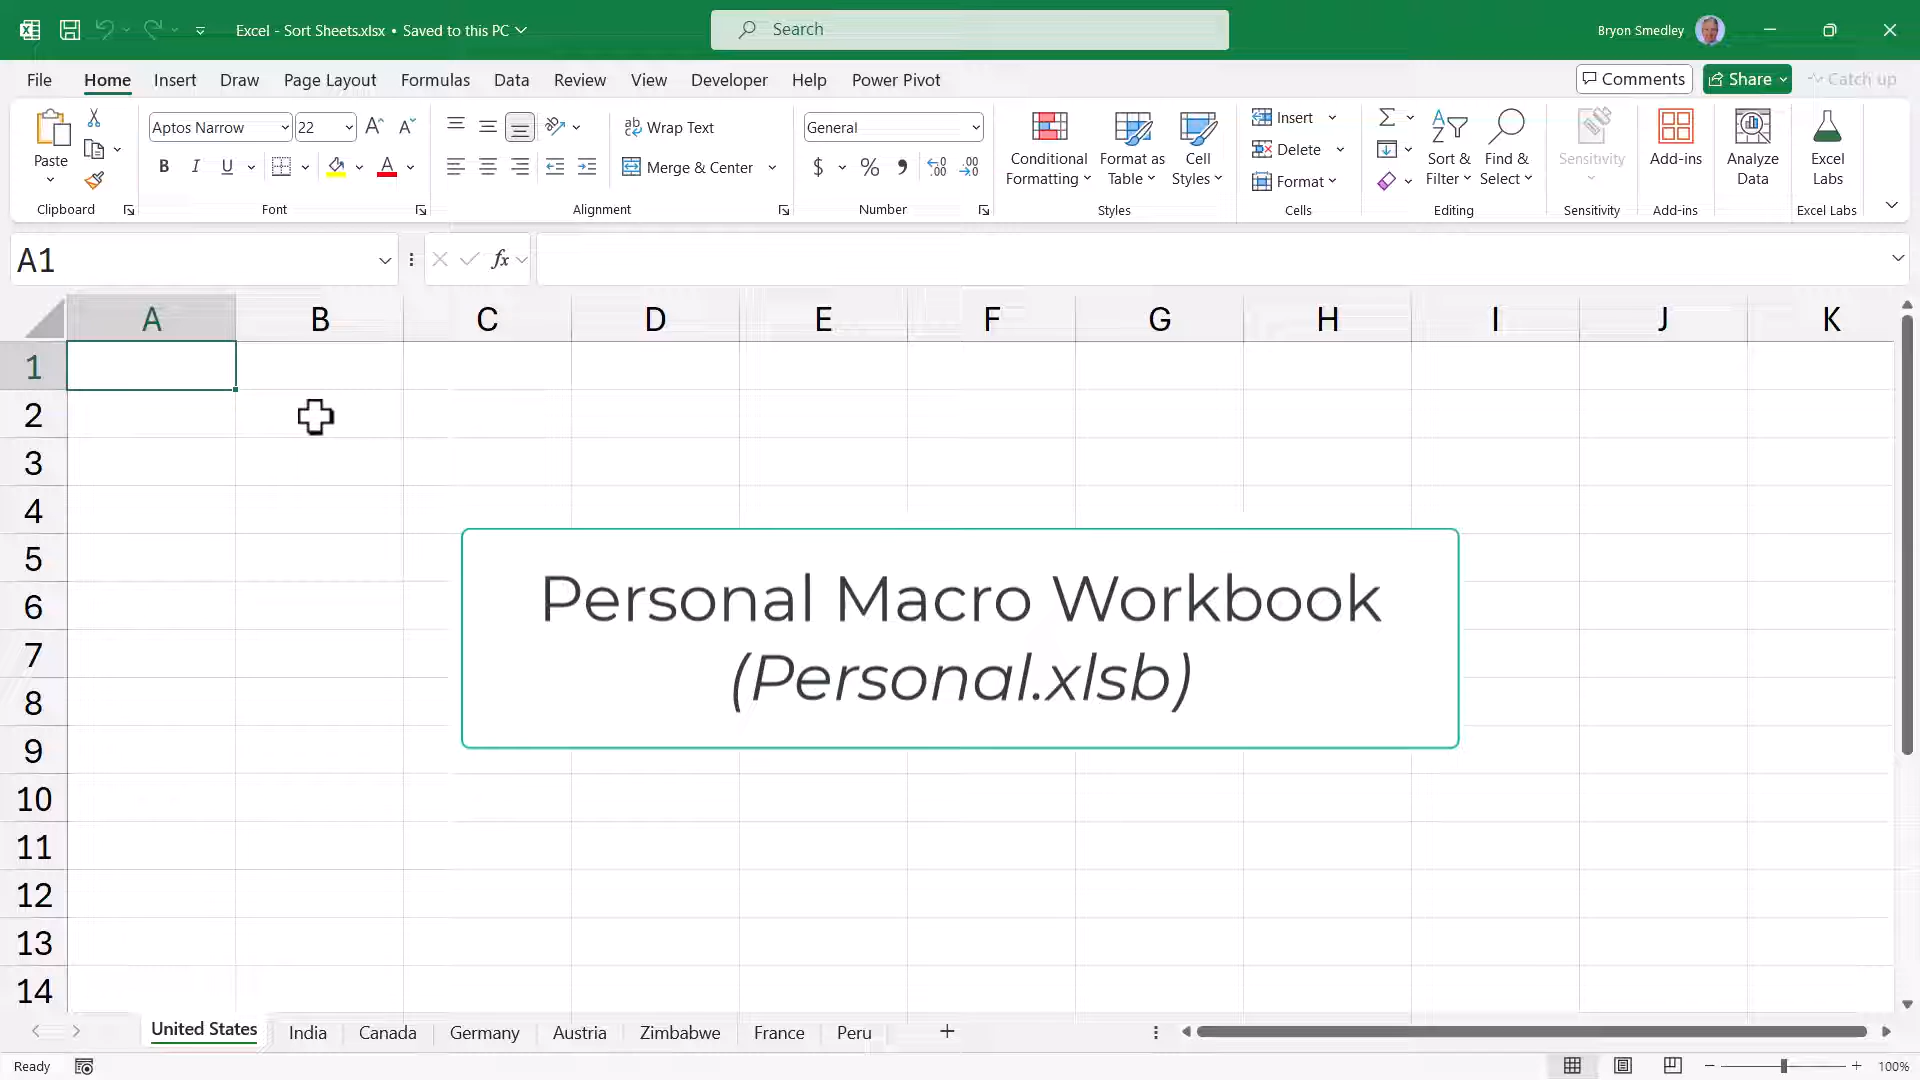 Excel - Sort Sheets.xlsx • Saved to this PC
Search
Bryon Smedley
File Home Insert Draw Page Layout Formulas Data Review View Developer Help Power Pivot
Comments Share Catch up
Paste
Clipboard
Aptos Narrow 22
B I U
Font
Wrap Text
Merge & Center
Alignment
General
$ % 9 .00 .00
Number
Conditional Formatting
Format as Table
Cell Styles
Styles
Insert
Delete
Format
Cells
Sort & Filter
Find & Select
Editing
Sensitivity
Sensitivity
Add-ins
Add-ins
Analyze Data
Excel Labs
Excel Labs
A1
fx
A B C D E F G H I J K
1
2
3
4
5
6
7
8
9
10
11
12
13
14
Personal Macro Workbook
(Personal.xlsb)
United States India Canada Germany Austria Zimbabwe France Peru
Ready
100%